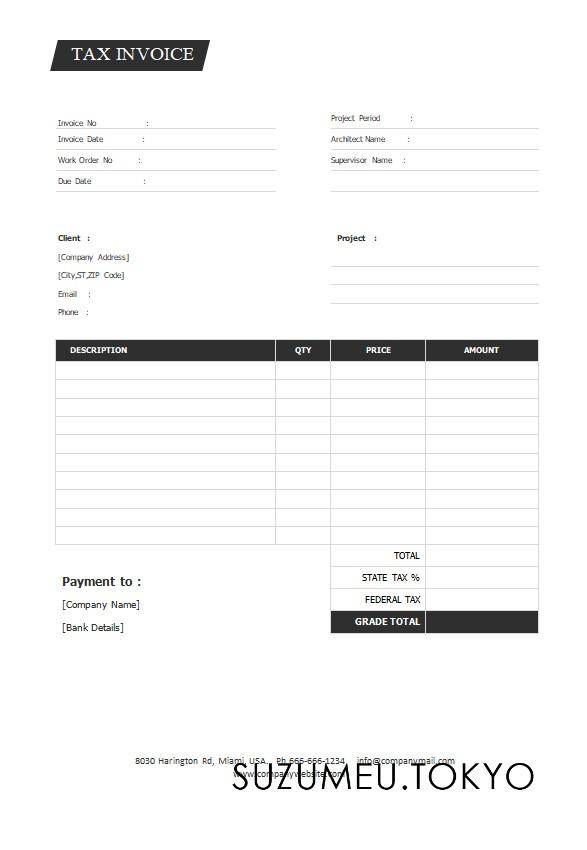 TAX INVOICE
Invoice No :
Invoice Date :
Work Order No :
Due Date :
Project Period :
Architect Name :
Supervisor Name :
Client :
[Company Address]
[City,ST,ZIP Code]
Email :
Phone :
Project :
DESCRIPTION QTY PRICE AMOUNT
TOTAL
STATE TAX %
FEDERAL TAX
GRADE TOTAL
Payment to :
[Company Name]
[Bank Details]
8030 Harington Rd, Miami, USA. Ph 666-666-1234 info@companymail.com
www.companywebsite.com
SUZUMEU.TOKYO